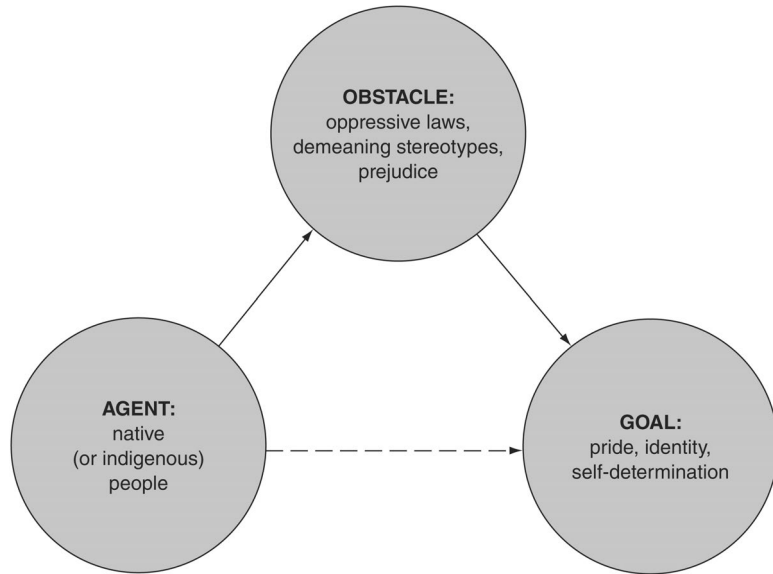 OBSTACLE:
oppressive laws,
demeaning stereotypes,
prejudice
AGENT:
native
(or indigenous)
people
GOAL:
pride, identity,
self-determination